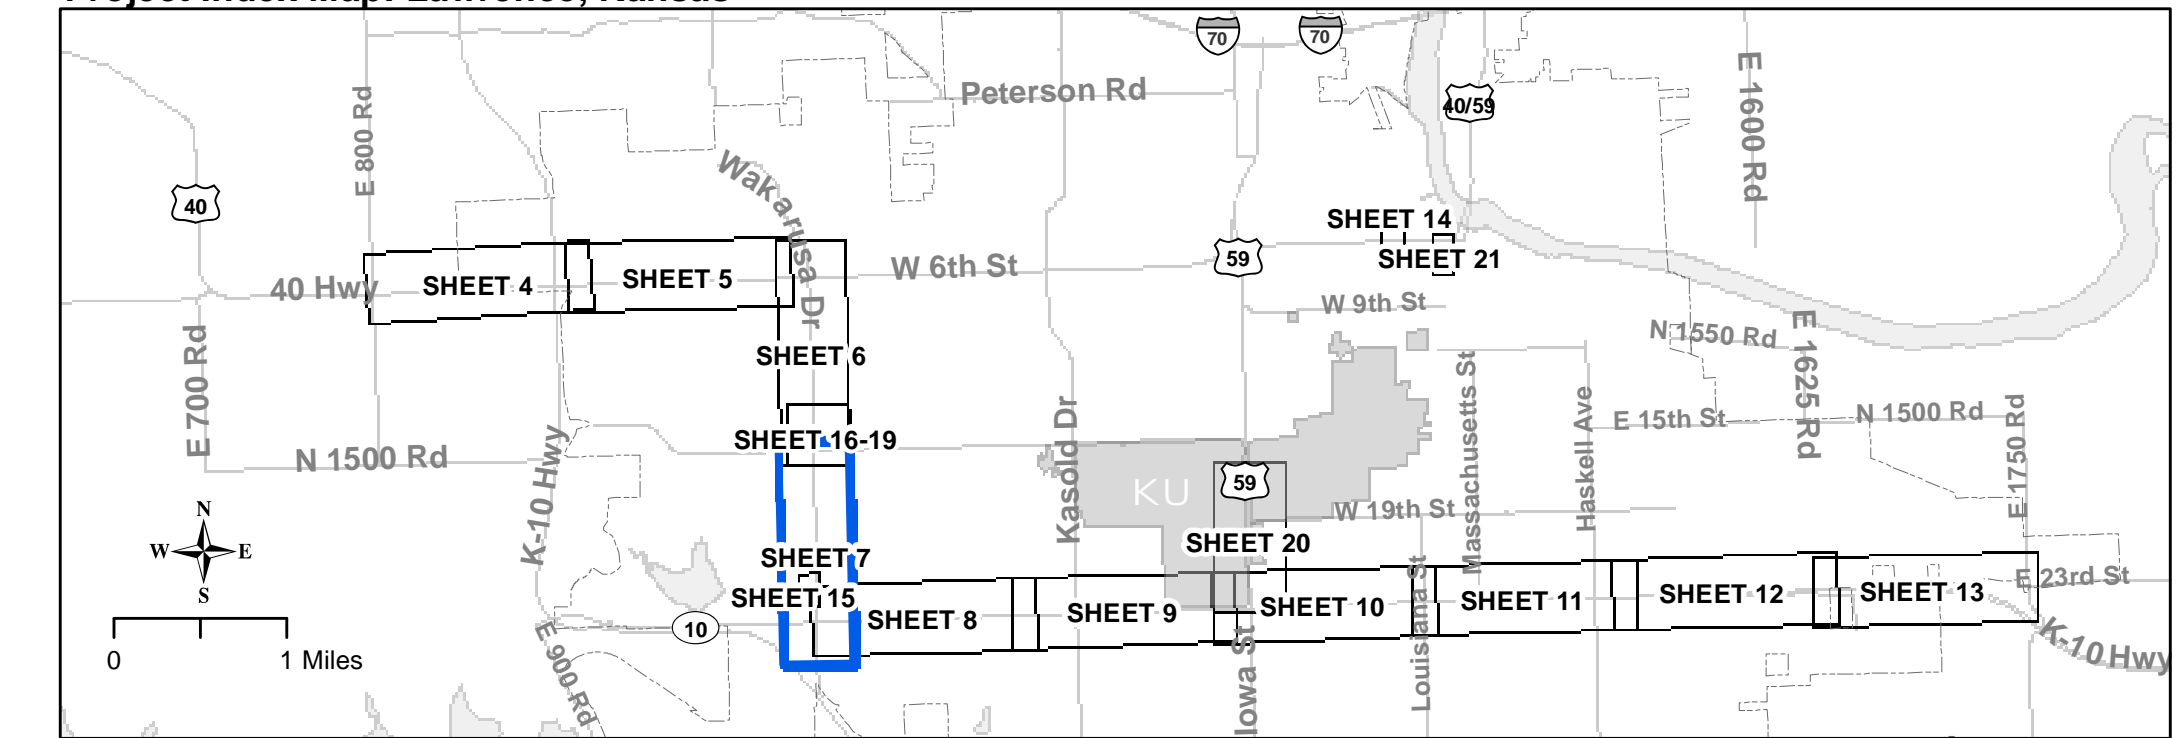 Project Index Map: Lawrence, Kansas
70
70
Peterson Rd
40/59
E 800 Rd
E 1600 Rd
Wakarusa Dr
40
SHEET 14
59
SHEET 21
W 6th St
SHEET 4
SHEET 5
40 Hwy
W 9th St
N 1550 Rd
E 1625 Rd
E 700 Rd
SHEET 6
Massachusetts St
Haskell Ave
Kasold Dr
E 15th St
N 1500 Rd
E 1750 Rd
SHEET 16-19
N 1500 Rd
K-10 Hwy
KU
59
W 19th St
N
W E
S
SHEET 20
SHEET 7
SHEET 15
SHEET 8
SHEET 9
SHEET 10
SHEET 11
SHEET 12
SHEET 13
E 23rd St
10
K-10 Hwy
E 900 Rd
Iowa St
Louisiana St
0 1 Miles